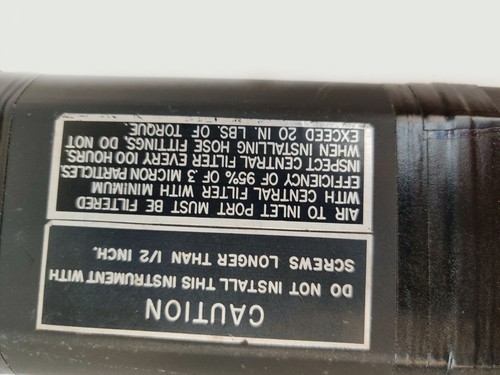 CAUTION
DO NOT INSTALL THIS INSTRUMENT WITH
SCREWS LONGER THAN 1/2 INCH.
AIR TO INLET PORT MUST BE FILTERED
WITH CENTRAL FILTER WITH MINIMUM
EFFICIENCY OF 95% OF 3 MICRON PARTICLES.
INSPECT CENTRAL FILTER EVERY 100 HOURS.
WHEN INSTALLING HOSE FITTINGS, DO NOT
EXCEED 20 IN. LBS. OF TORQUE.